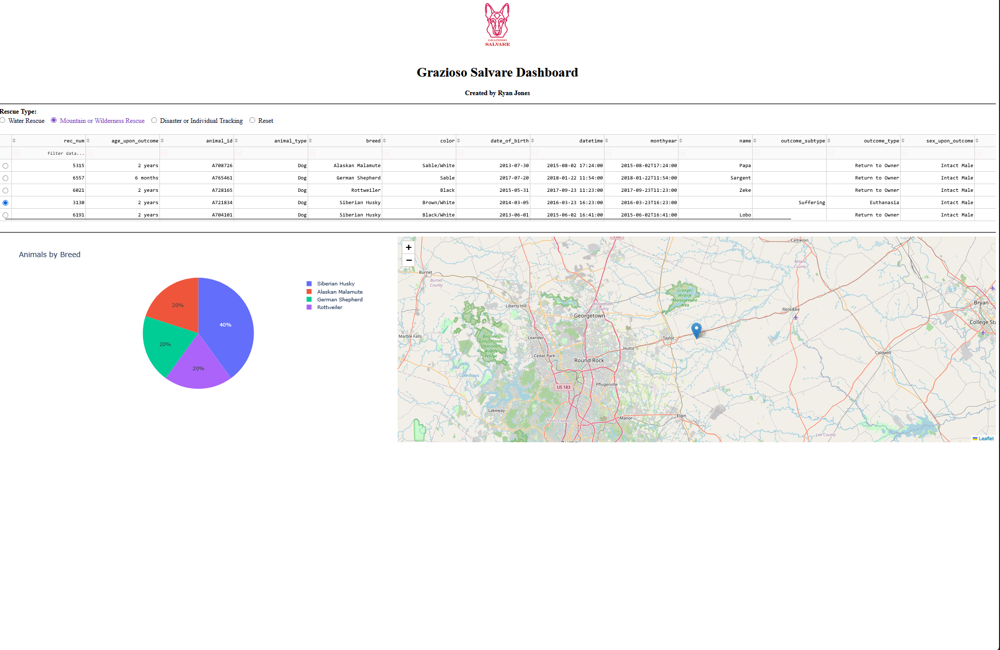 GRAZIOSO
SALVARE
Grazioso Salvare Dashboard
Created by Ryan Jones
Rescue Type:
Water Rescue Mountain or Wilderness Rescue Disaster or Individual Tracking Reset
rec_num age_upon_outcome animal_id animal_type breed color date_of_birth datetime monthyear name outcome_subtype outcome_type sex_upon_outcome
filter data...
5315 2 years A708726 Dog Alaskan Malamute Sable/White 2013-07-30 2015-08-02 17:24:00 2015-08-02T17:24:00 Papa Return to Owner Intact Male
6557 6 months A765461 Dog German Shepherd Sable 2017-07-20 2018-01-22 11:54:00 2018-01-22T11:54:00 Sargent Return to Owner Intact Male
6021 2 years A728165 Dog Rottweiler Black 2015-05-31 2017-09-23 11:23:00 2017-09-23T11:23:00 Zeke Return to Owner Intact Male
3130 2 years A721834 Dog Siberian Husky Brown/White 2014-03-05 2016-03-23 16:23:00 2016-03-23T16:23:00 Suffering Euthanasia Intact Male
6191 2 years A704101 Dog Siberian Husky Black/White 2013-06-01 2015-06-02 16:41:00 2015-06-02T16:41:00 Lobo Return to Owner Intact Male
Animals by Breed
40%
20%
20%
20%
Siberian Husky
Alaskan Malamute
German Shepherd
Rottweiler
+
−
Cameron
Milam
County
Burnet
Burnet
County
Granger
Wildlife
Management
Area
Bryan
Liberty Hill
Williamson
County
Rockdale
Georgetown
College Sta
Marble Falls
Balcones
Canyonlands
National
Wildlife
Refuge
Leander
Taylor
Hutto
Cedar Park
Caldwell
Round Rock
Lake Travis
US 183
Pflugerville
Lakeway
Elgin
Manor
Travis County
Lee County
Austin
Leaflet